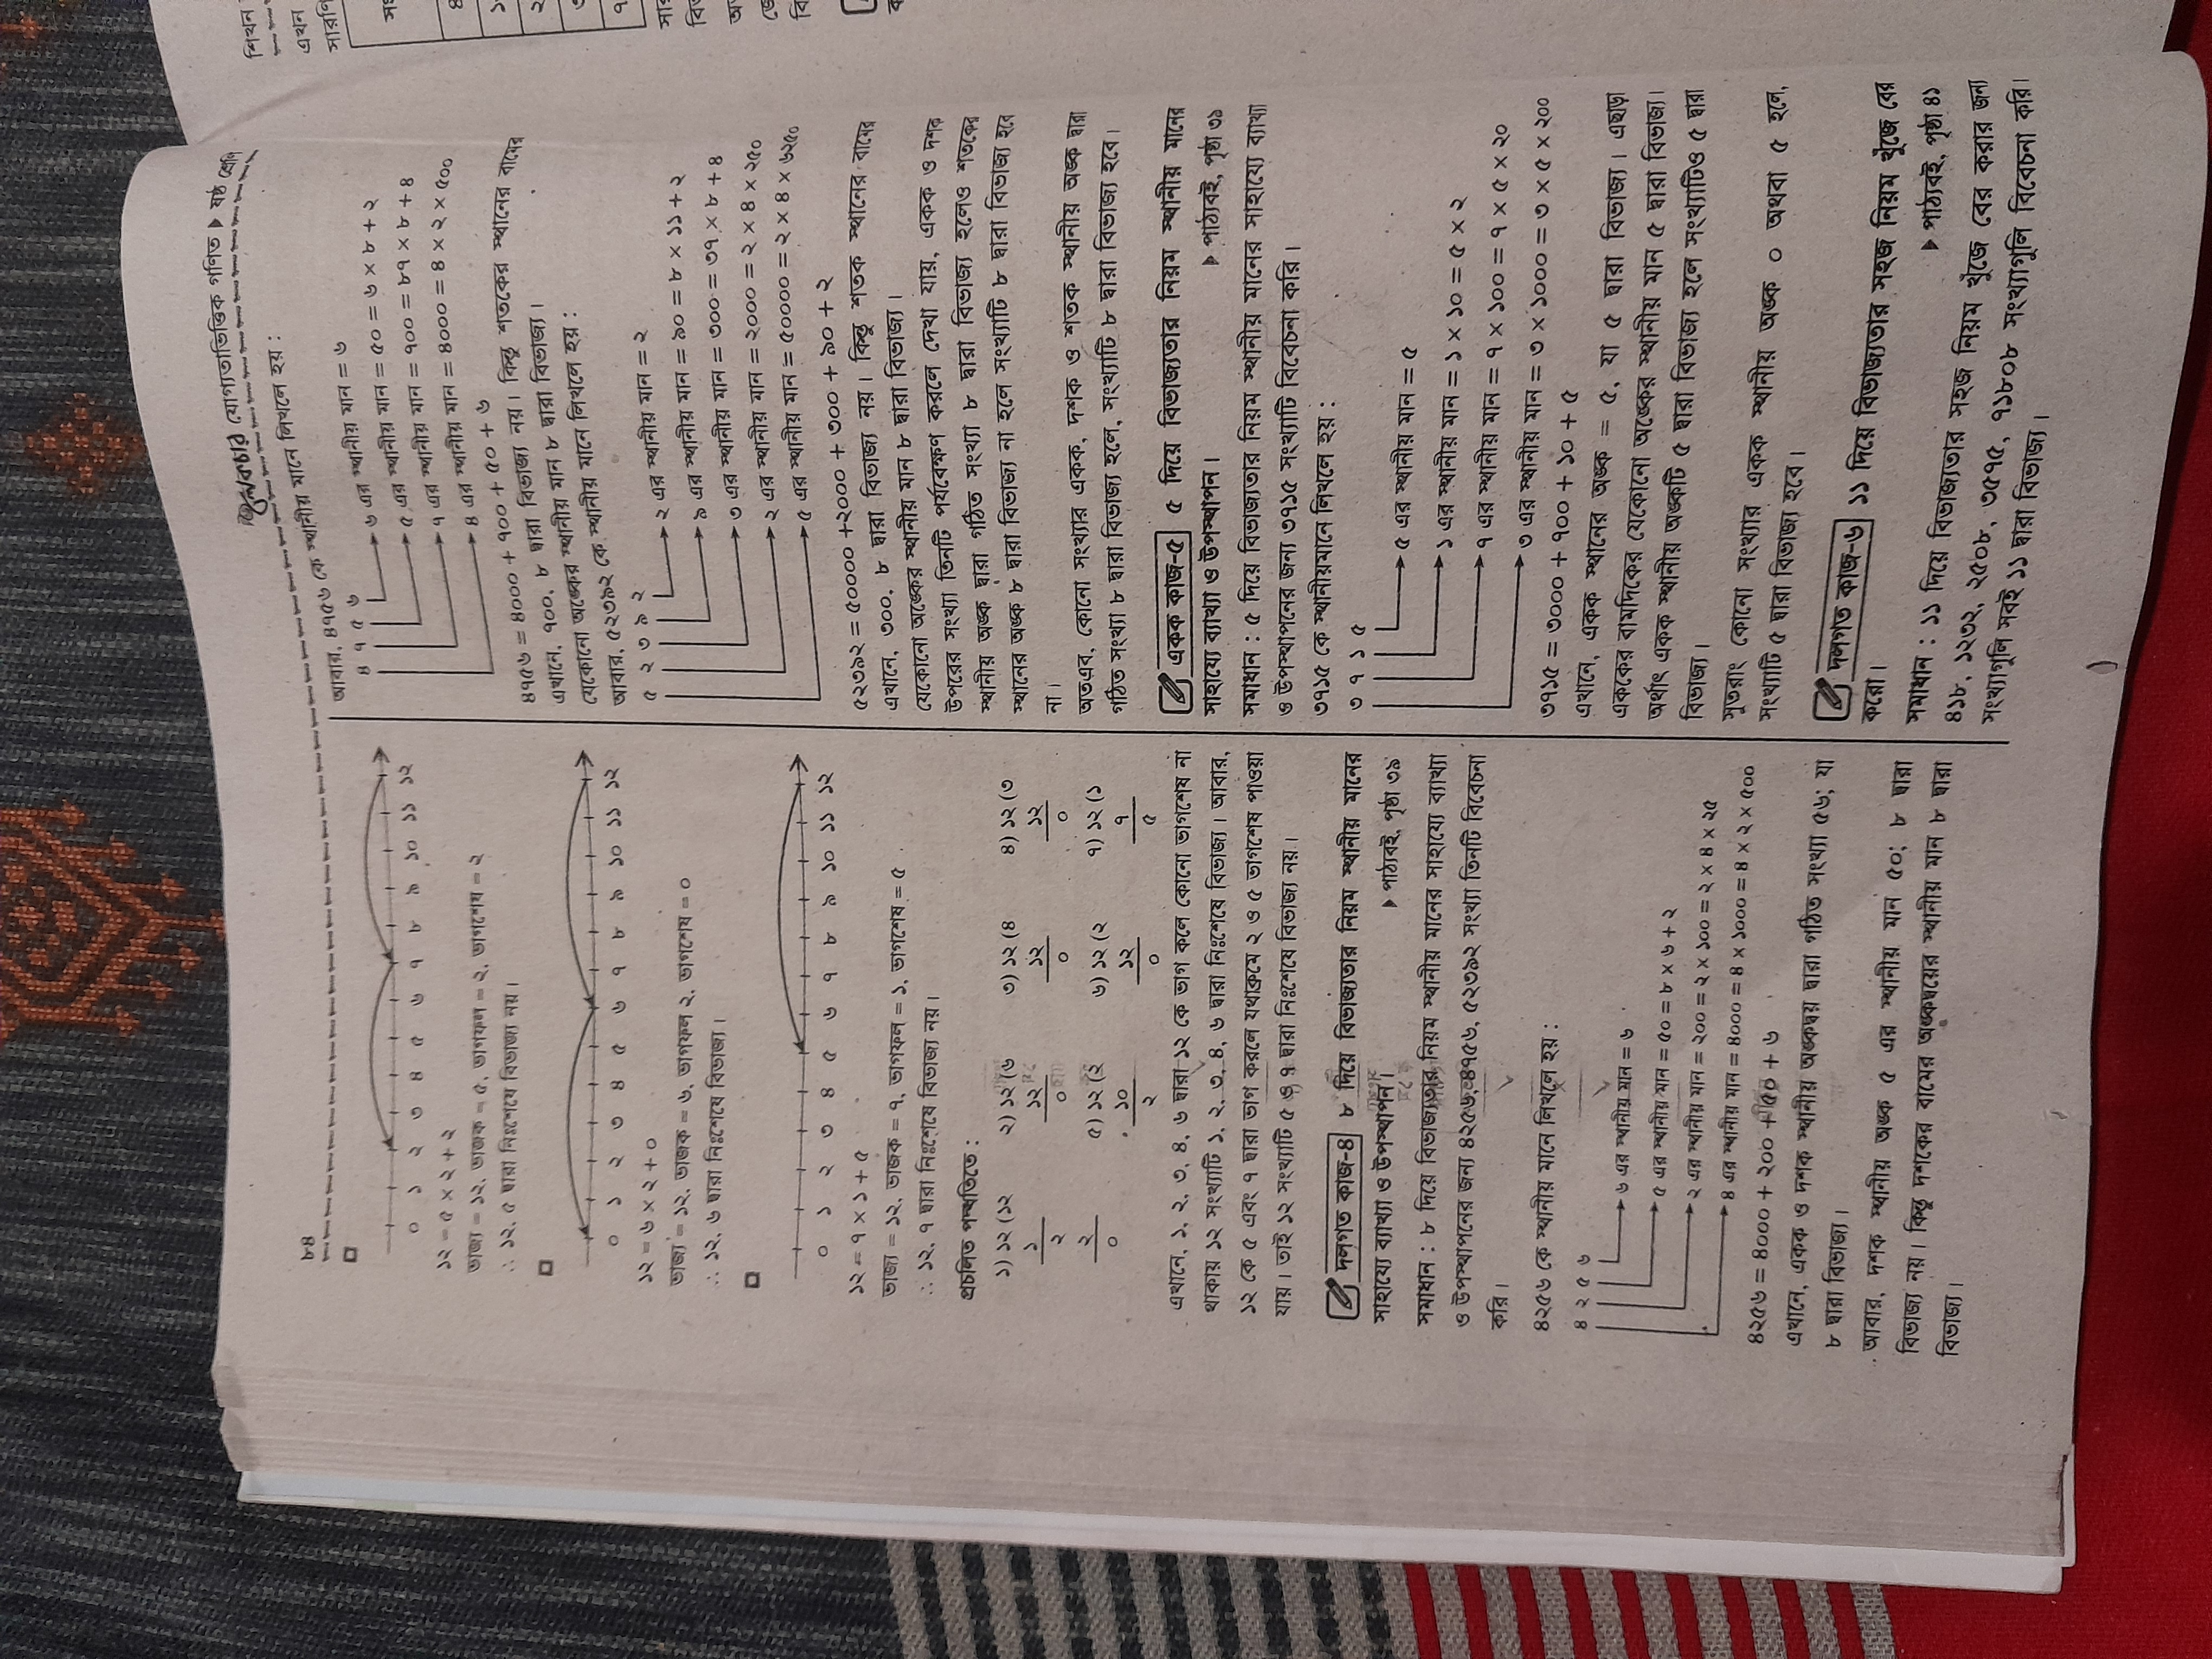 ৮৪
লেকচার যোগ্যতাভিত্তিক গণিত ▶ ষষ্ঠ শ্রেণি
০ ১ ২ ৩ ৪ ৫ ৬ ৭ ৮ ৯ ১০ ১১ ১২
১২ = ৫ × ২ + ২
ভাজ্য = ১২, ভাজক = ৫, ভাগফল = ২, ভাগশেষ = ২
∴ ১২, ৫ দ্বারা নিঃশেষে বিভাজ্য নয়।
০ ১ ২ ৩ ৪ ৫ ৬ ৭ ৮ ৯ ১০ ১১ ১২
১২ = ৬ × ২ + ০
ভাজ্য = ১২, ভাজক = ৬, ভাগফল ২, ভাগশেষ = ০
∴ ১২, ৬ দ্বারা নিঃশেষে বিভাজ্য।
০ ১ ২ ৩ ৪ ৫ ৬ ৭ ৮ ৯ ১০ ১১ ১২
১২ = ৭ × ১ + ৫
ভাজ্য = ১২, ভাজক = ৭, ভাগফল = ১, ভাগশেষ = ৫
∴ ১২, ৭ দ্বারা নিঃশেষে বিভাজ্য নয়।
প্রচলিত পদ্ধতিতে :
১) ১২ (১২ ২) ১২ (৬ ৩) ১২ (৪ ৪) ১২ (৩
১ ১২ ১২ ১২
২ ০ ০ ০
২ ৫) ১২ (২ ৬) ১২ (২ ৭) ১২ (১
০ ১০ ১২ ৭
২ ০ ৫
এখানে, ১, ২, ৩, ৪, ৬ দ্বারা ১২ কে ভাগ কলে কোনো ভাগশেষ না
থাকায় ১২ সংখ্যাটি ১, ২, ৩, ৪, ৬ দ্বারা নিঃশেষে বিভাজ্য। আবার,
১২ কে ৫ এবং ৭ দ্বারা ভাগ করলে যথাক্রমে ২ ও ৫ ভাগশেষ পাওয়া
যায়। তাই ১২ সংখ্যাটি ৫ ও ৭ দ্বারা নিঃশেষে বিভাজ্য নয়।
দলগত কাজ-৪ ৮ দিয়ে বিভাজ্যতার নিয়ম স্থানীয় মানের
সাহায্যে ব্যাখ্যা ও উপস্থাপন। ▶ পাঠ্যবই, পৃষ্ঠা ৩৯
সমাধান : ৮ দিয়ে বিভাজ্যতার নিয়ম স্থানীয় মানের সাহায্যে ব্যাখ্যা
ও উপস্থাপনের জন্য ৪২৫৬, ৪৭৫৬, ৫২৩৯২ সংখ্যা তিনটি বিবেচনা
করি।
৪২৫৬ কে স্থানীয় মানে লিখলে হয় :
৪ ২ ৫ ৬
৬ এর স্থানীয় মান = ৬
৫ এর স্থানীয় মান = ৫০ = ৮ × ৬ + ২
২ এর স্থানীয় মান = ২০০ = ২ × ১০০ = ২ × ৪ × ২৫
৪ এর স্থানীয় মান = ৪০০০ = ৪ × ১০০০ = ৪ × ২ × ৫০০
৪২৫৬ = ৪০০০ + ২০০ + ৫০ + ৬
এখানে, একক ও দশক স্থানীয় অঙ্কদ্বয় দ্বারা গঠিত সংখ্যা ৫৬; যা
৮ দ্বারা বিভাজ্য।
আবার, দশক স্থানীয় অঙ্ক ৫ এর স্থানীয় মান ৫০; ৮ দ্বারা
বিভাজ্য নয়। কিন্তু দশকের বামের অঙ্কদ্বয়ের স্থানীয় মান ৮ দ্বারা
বিভাজ্য।
আবার, ৪৭৫৬ কে স্থানীয় মানে লিখলে হয় :
৪ ৭ ৫ ৬
৬ এর স্থানীয় মান = ৬
৫ এর স্থানীয় মান = ৫০ = ৬ × ৮ + ২
৭ এর স্থানীয় মান = ৭০০ = ৮৭ × ৮ + ৪
৪ এর স্থানীয় মান = ৪০০০ = ৪ × ২ × ৫০০
৪৭৫৬ = ৪০০০ + ৭০০ + ৫০ + ৬
এখানে, ৭০০, ৮ দ্বারা বিভাজ্য নয়। কিন্তু শতকের স্থানের বামের
যেকোনো অঙ্কের স্থানীয় মান ৮ দ্বারা বিভাজ্য।
আবার, ৫২৩৯২ কে স্থানীয় মানে লিখলে হয় :
৫ ২ ৩ ৯ ২
২ এর স্থানীয় মান = ২
৯ এর স্থানীয় মান = ৯০ = ৮ × ১১ + ২
৩ এর স্থানীয় মান = ৩০০ = ৩৭ × ৮ + ৪
২ এর স্থানীয় মান = ২০০০ = ২ × ৪ × ২৫০
৫ এর স্থানীয় মান = ৫০০০০ = ২ × ৪ × ৬২৫০
৫২৩৯২ = ৫০০০০ +২০০০ + ৩০০ + ৯০ + ২
এখানে, ৩০০, ৮ দ্বারা বিভাজ্য নয়। কিন্তু শতক স্থানের বামের
যেকোনো অঙ্কের স্থানীয় মান ৮ দ্বারা বিভাজ্য।
উপরের সংখ্যা তিনটি পর্যবেক্ষণ করলে দেখা যায়, একক ও দশক
স্থানীয় অঙ্ক দ্বারা গঠিত সংখ্যা ৮ দ্বারা বিভাজ্য হলেও শতকের
স্থানের অঙ্ক ৮ দ্বারা বিভাজ্য না হলে সংখ্যাটি ৮ দ্বারা বিভাজ্য হবে
না।
অতএব, কোনো সংখ্যার একক, দশক ও শতক স্থানীয় অঙ্ক দ্বারা
গঠিত সংখ্যা ৮ দ্বারা বিভাজ্য হলে, সংখ্যাটি ৮ দ্বারা বিভাজ্য হবে।
একক কাজ-৫ ৫ দিয়ে বিভাজ্যতার নিয়ম স্থানীয় মানের
সাহায্যে ব্যাখ্যা ও উপস্থাপন। ▶ পাঠ্যবই, পৃষ্ঠা ৩৯
সমাধান : ৫ দিয়ে বিভাজ্যতার নিয়ম স্থানীয় মানের সাহায্যে ব্যাখ্যা
ও উপস্থাপনের জন্য ৩৭১৫ সংখ্যাটি বিবেচনা করি।
৩৭১৫ কে স্থানীয়মানে লিখলে হয় :
৩ ৭ ১ ৫
৫ এর স্থানীয় মান = ৫
১ এর স্থানীয় মান = ১ × ১০ = ৫ × ২
৭ এর স্থানীয় মান = ৭ × ১০০ = ৭ × ৫ × ২০
৩ এর স্থানীয় মান = ৩ × ১০০০ = ৩ × ৫ × ২০০
৩৭১৫ = ৩০০০ + ৭০০ + ১০ + ৫
এখানে, একক স্থানের অঙ্ক = ৫, যা ৫ দ্বারা বিভাজ্য। এছাড়া
এককের বামদিকের যেকোনো অঙ্কের স্থানীয় মান ৫ দ্বারা বিভাজ্য।
অর্থাৎ একক স্থানীয় অঙ্কটি ৫ দ্বারা বিভাজ্য হলে সংখ্যাটিও ৫ দ্বারা
বিভাজ্য।
সুতরাং কোনো সংখ্যার একক স্থানীয় অঙ্ক ০ অথবা ৫ হলে,
সংখ্যাটি ৫ দ্বারা বিভাজ্য হবে।
দলগত কাজ-৬ ১১ দিয়ে বিভাজ্যতার সহজ নিয়ম খুঁজে বের
করো। ▶ পাঠ্যবই, পৃষ্ঠা ৪১
সমাধান : ১১ দিয়ে বিভাজ্যতার সহজ নিয়ম খুঁজে বের করার জন্য
৪১৮, ১২৩২, ২৫০৮, ৩৫৭৫, ৭১৮০৮ সংখ্যাগুলি বিবেচনা করি।
সংখ্যাগুলি সবই ১১ দ্বারা বিভাজ্য।
শিখন
এখন